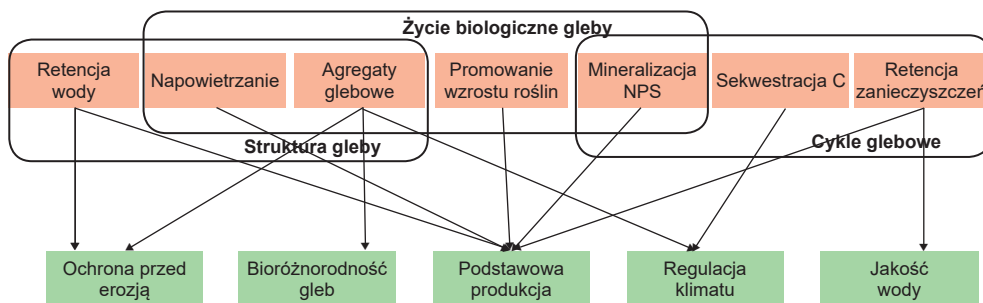 Życie biologiczne gleby
Retencja
wody
Napowietrzanie
Agregaty
glebowe
Promowanie
wzrostu roślin
Mineralizacja
NPS
Sekwestracja C
Retencja
zanieczyszczeń
Struktura gleby
Cykle glebowe
Ochrona przed
erozją
Bioróżnorodność
gleb
Podstawowa
produkcja
Regulacja
klimatu
Jakość
wody